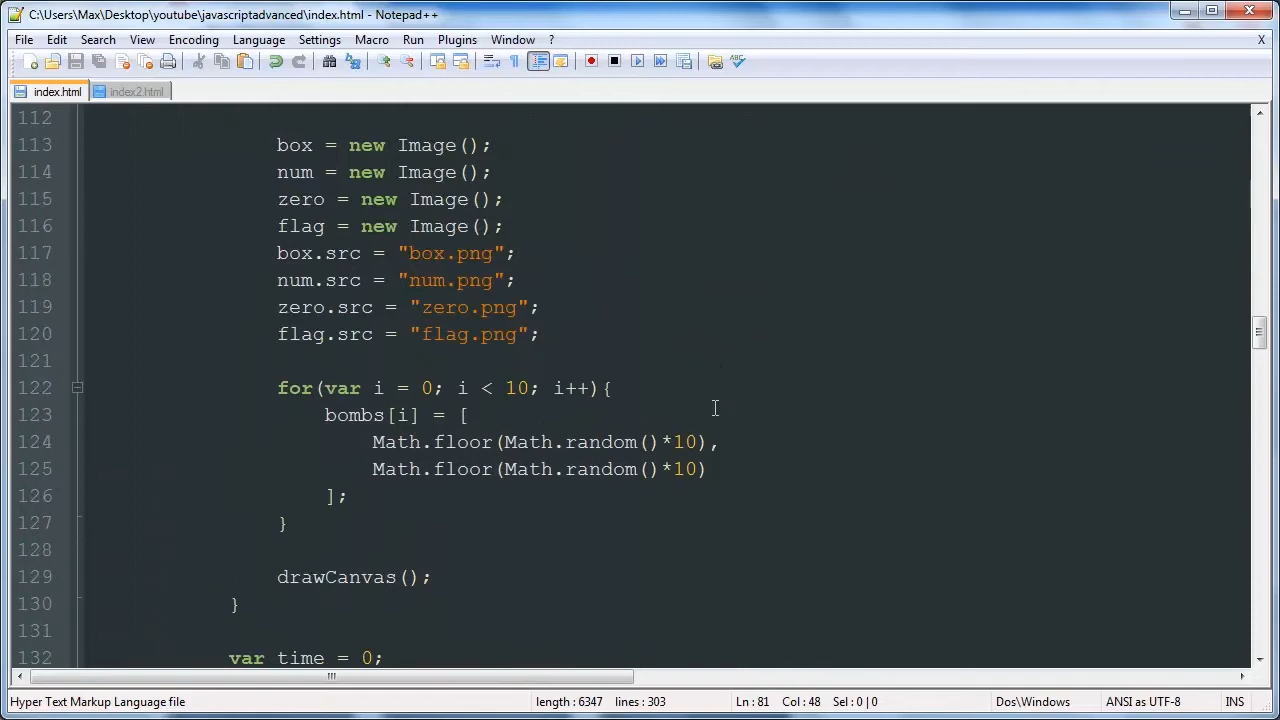 C:\Users\Max\Desktop\youtube\javascriptadvanced\index.html - Notepad++
File Edit Search View Encoding Language Settings Macro Run Plugins Window ? X
index.html index2.html
112
113 box = new Image();
114 num = new Image();
115 zero = new Image();
116 flag = new Image();
117 box.src = "box.png";
118 num.src = "num.png";
119 zero.src = "zero.png";
120 flag.src = "flag.png";
121
122 for(var i = 0; i < 10; i++){
123 bombs[i] = [
124 Math.floor(Math.random()*10),
125 Math.floor(Math.random()*10)
126 ];
127 }
128
129 drawCanvas();
130 }
131
132 var time = 0;
Hyper Text Markup Language file length : 6347 lines : 303 Ln : 81 Col : 48 Sel : 0 | 0 Dos\Windows ANSI as UTF-8 INS